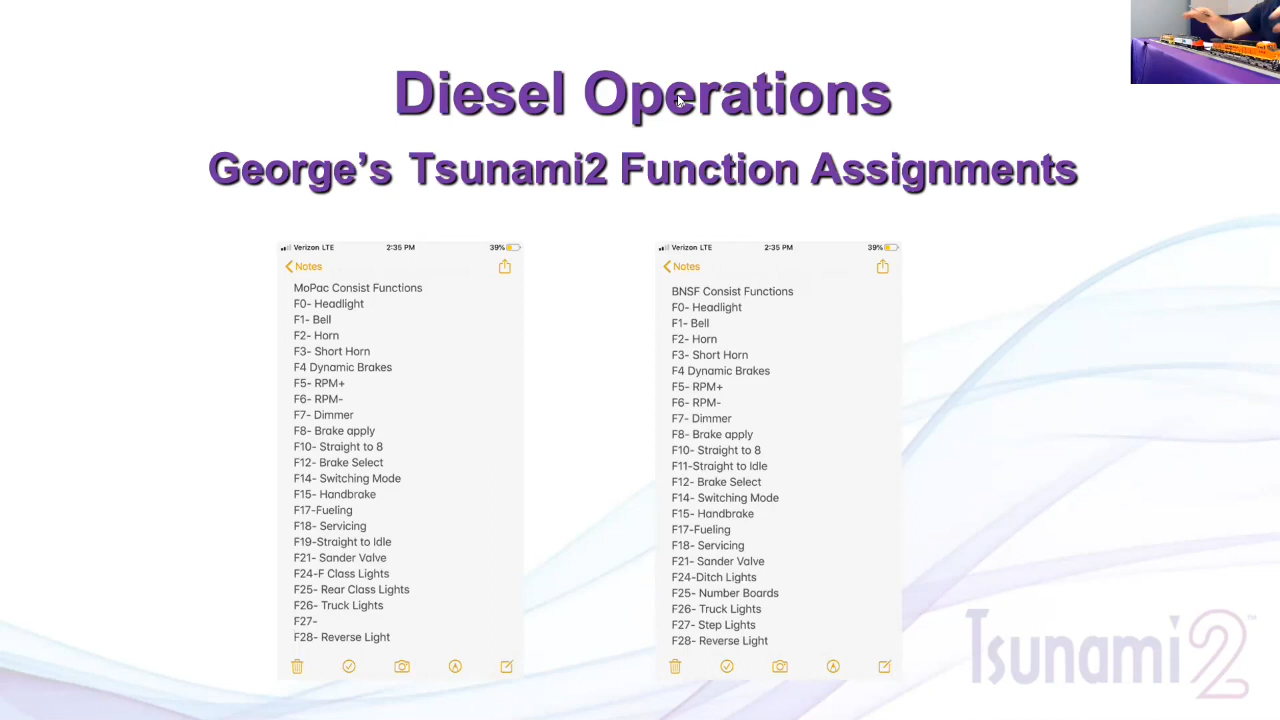 Diesel Operations
George's Tsunami2 Function Assignments
Verizon LTE 2:35 PM 39%
Notes
MoPac Consist Functions
F0- Headlight
F1- Bell
F2- Horn
F3- Short Horn
F4 Dynamic Brakes
F5- RPM+
F6- RPM-
F7- Dimmer
F8- Brake apply
F10- Straight to 8
F12- Brake Select
F14- Switching Mode
F15- Handbrake
F17-Fueling
F18- Servicing
F19-Straight to Idle
F21- Sander Valve
F24-F Class Lights
F25- Rear Class Lights
F26- Truck Lights
F27-
F28- Reverse Light
Verizon LTE 2:35 PM 39%
Notes
BNSF Consist Functions
F0- Headlight
F1- Bell
F2- Horn
F3- Short Horn
F4 Dynamic Brakes
F5- RPM+
F6- RPM-
F7- Dimmer
F8- Brake apply
F10- Straight to 8
F11-Straight to Idle
F12- Brake Select
F14- Switching Mode
F15- Handbrake
F17-Fueling
F18- Servicing
F21- Sander Valve
F24-Ditch Lights
F25- Number Boards
F26- Truck Lights
F27- Step Lights
F28- Reverse Light
Tsunami2™